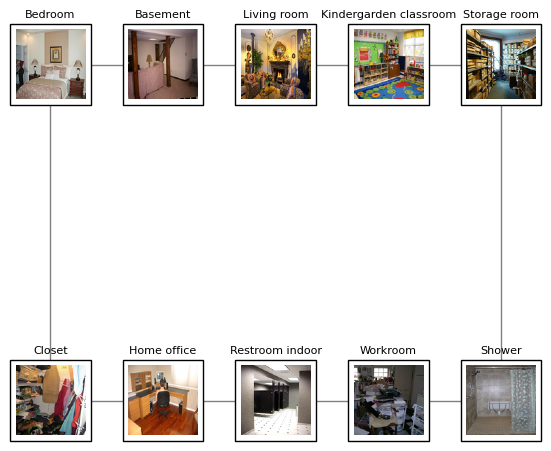 Bedroom
Basement
Living room
Kindergarden classroom
Storage room
Closet
Home office
Restroom indoor
Workroom
Shower